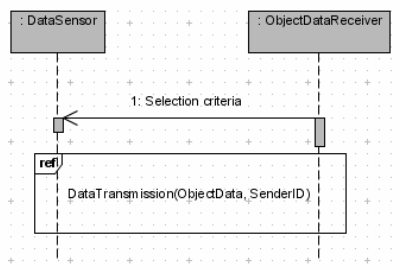 : DataSensor
: ObjectDataReceiver
1: Selection criteria
ref
DataTransmission(ObjectData, SenderID)